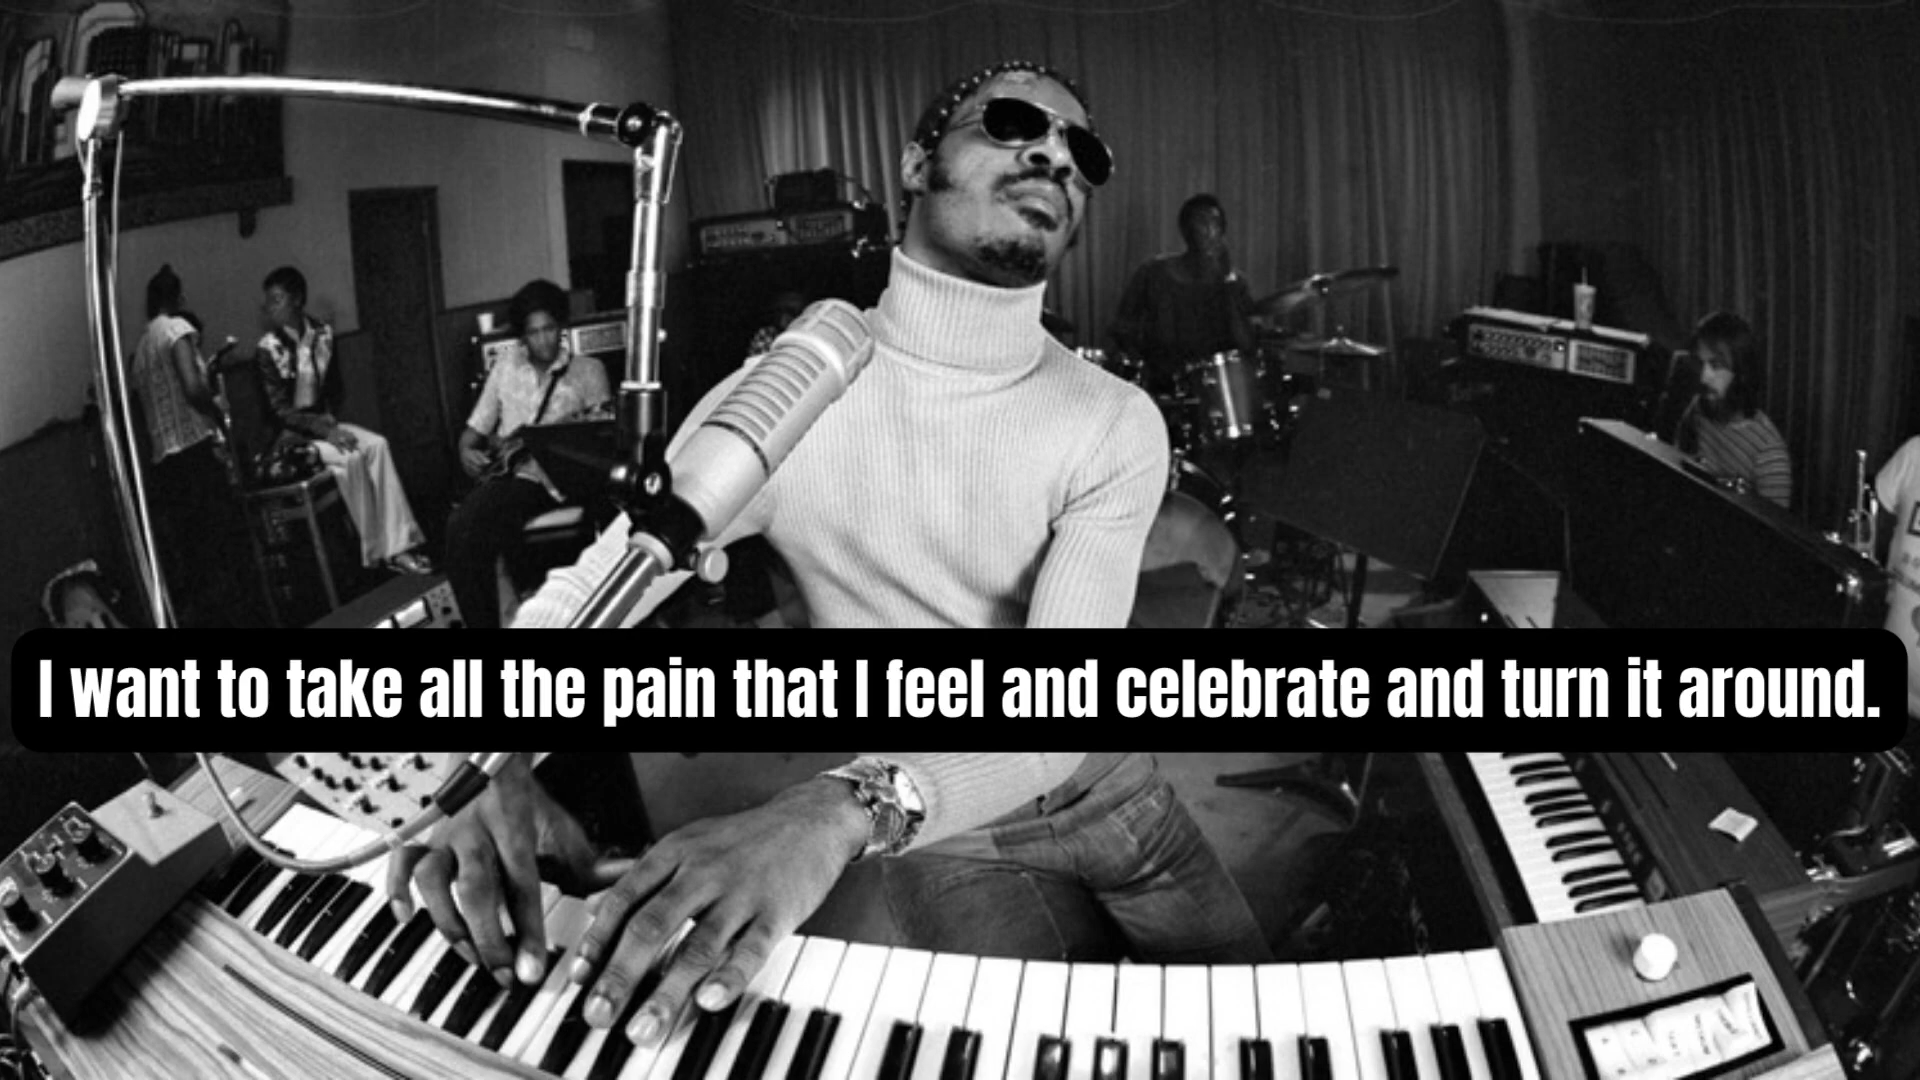 I want to take all the pain that I feel and celebrate and turn it around.